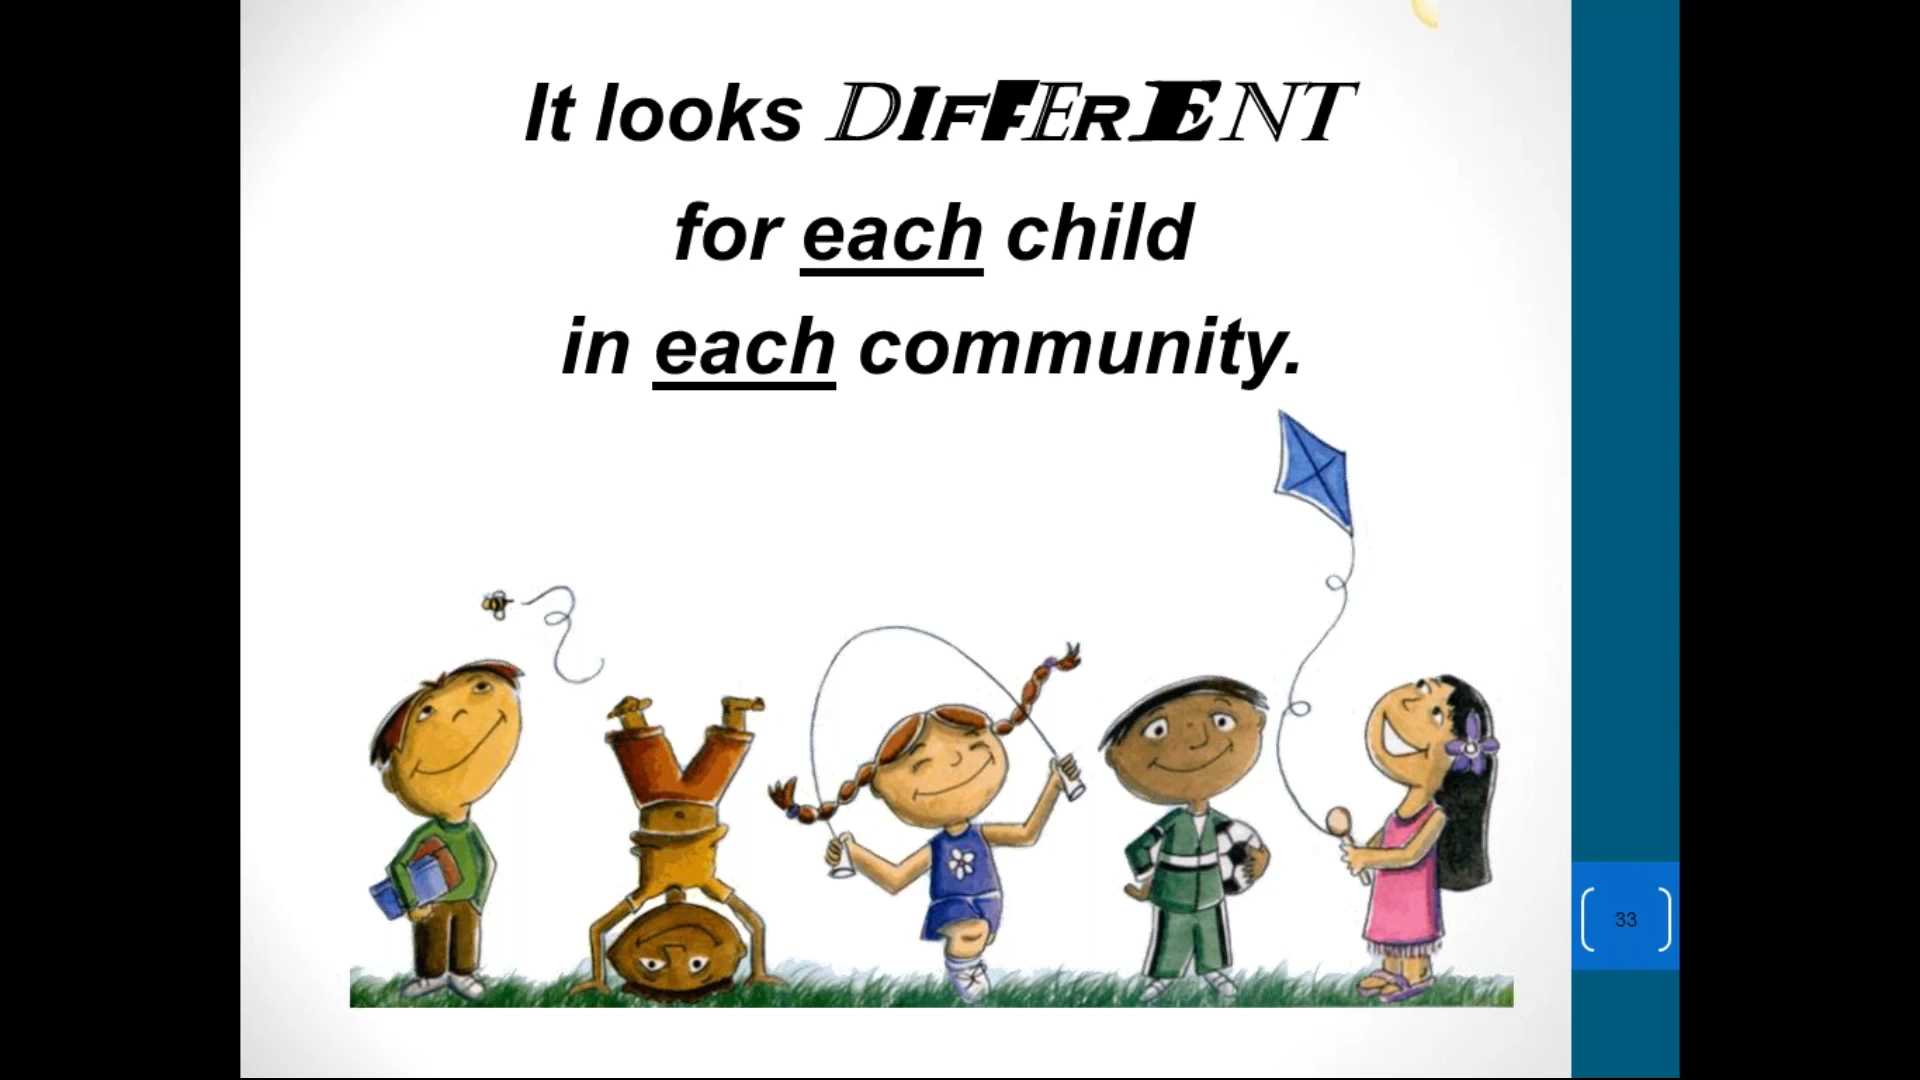 It looks DIFFERENT
for each child
in each community.
33